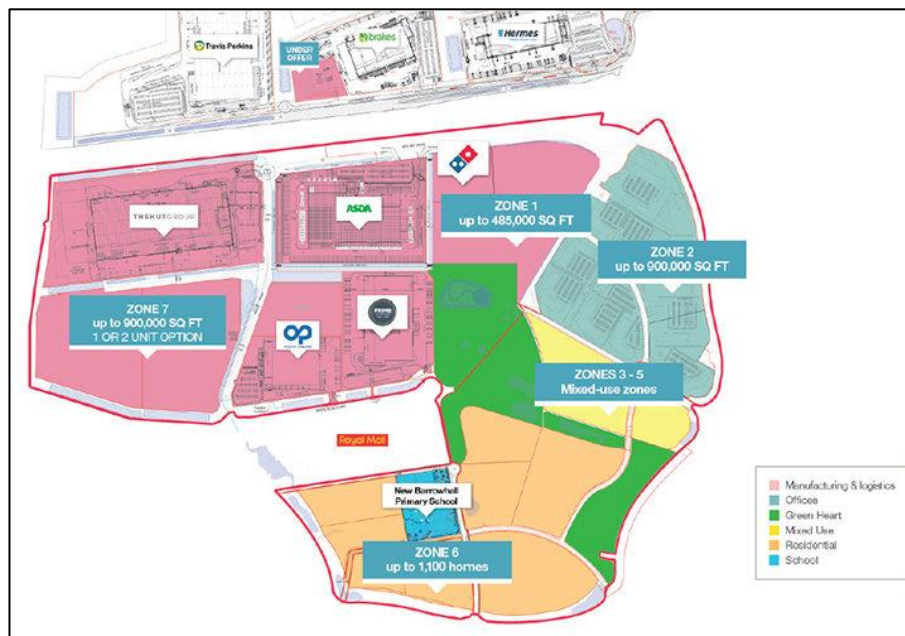 Travis Perkins
UNDER
OFFER
brakes
Hermes
THEHUTGROUP
ASDA
ZONE 1
up to 485,000 SQ FT
ZONE 2
up to 900,000 SQ FT
ZONE 7
up to 900,000 SQ FT
1 OR 2 UNIT OPTION
op
PRIME
ZONES 3 - 5
Mixed-use zones
Royal Mail
New Barrowhall
Primary School
ZONE 6
up to 1,100 homes
Manufacturing & logistics
Offices
Green Heart
Mixed Use
Residential
School